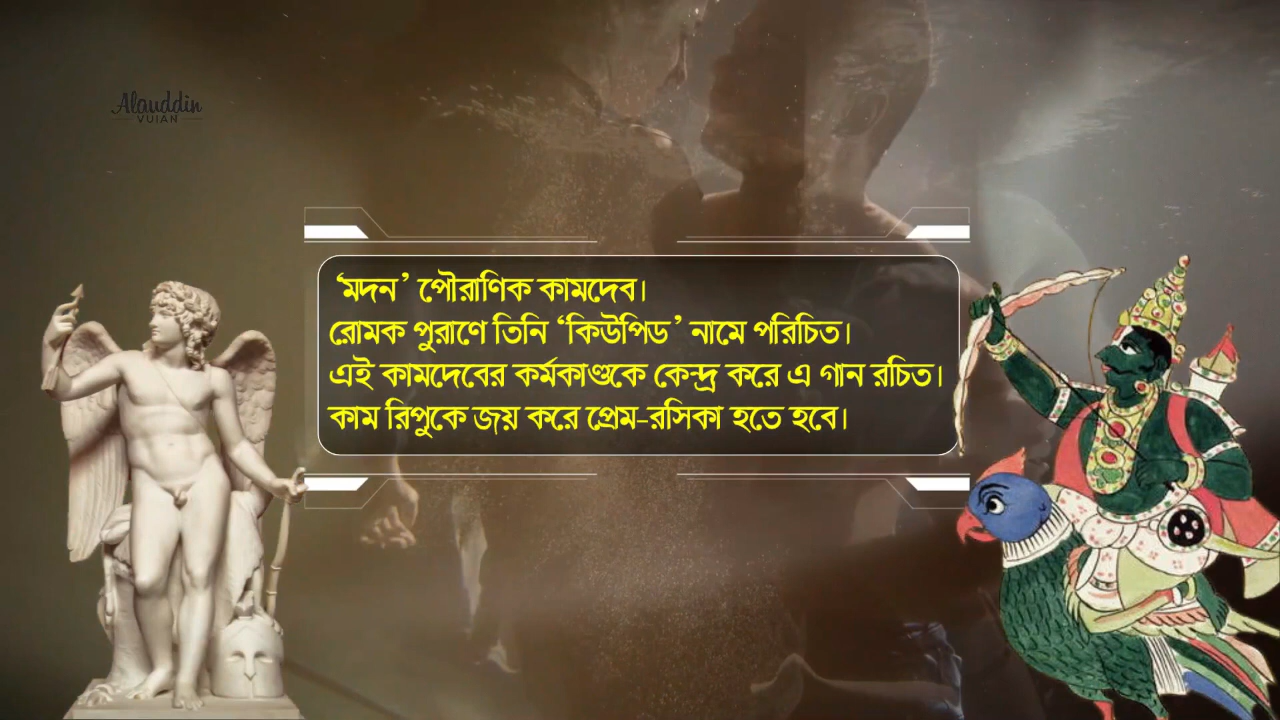 Alauddin
VUIAN
‘মদন’ পৌরাণিক কামদেব।
রোমক পুরাণে তিনি ‘কিউপিড’ নামে পরিচিত।
এই কামদেবের কর্মকাণ্ডকে কেন্দ্র করে এ গান রচিত।
কাম রিপুকে জয় করে প্রেম-রসিকা হতে হবে।